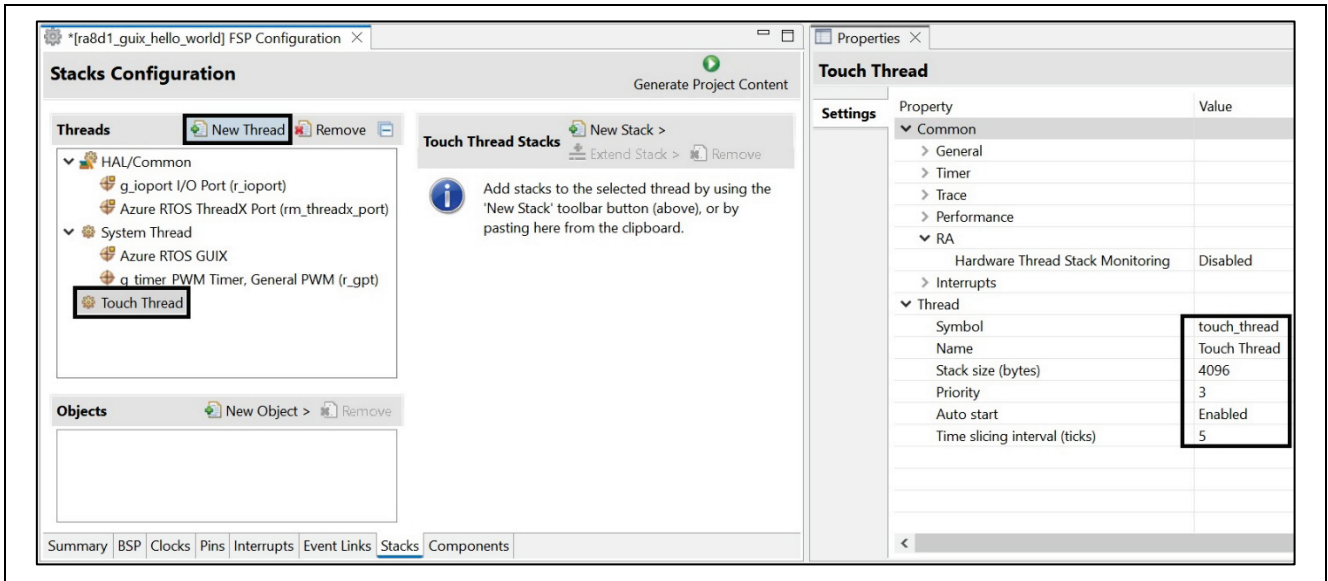 *[ra8d1_guix_hello_world] FSP Configuration
Stacks Configuration
Generate Project Content
Threads
New Thread
Remove
HAL/Common
g_ioport I/O Port (r_ioport)
Azure RTOS ThreadX Port (rm_threadx_port)
System Thread
Azure RTOS GUIX
g_timer_PWM Timer, General PWM (r_gpt)
Touch Thread
Objects
New Object >
Remove
Touch Thread Stacks
New Stack >
Extend Stack >
Remove
Add stacks to the selected thread by using the
'New Stack' toolbar button (above), or by
pasting here from the clipboard.
Summary BSP Clocks Pins Interrupts Event Links Stacks Components
Properties
Touch Thread
Settings
Property Value
Common
General
Timer
Trace
Performance
RA
Hardware Thread Stack Monitoring Disabled
Interrupts
Thread
Symbol touch_thread
Name Touch Thread
Stack size (bytes) 4096
Priority 3
Auto start Enabled
Time slicing interval (ticks) 5